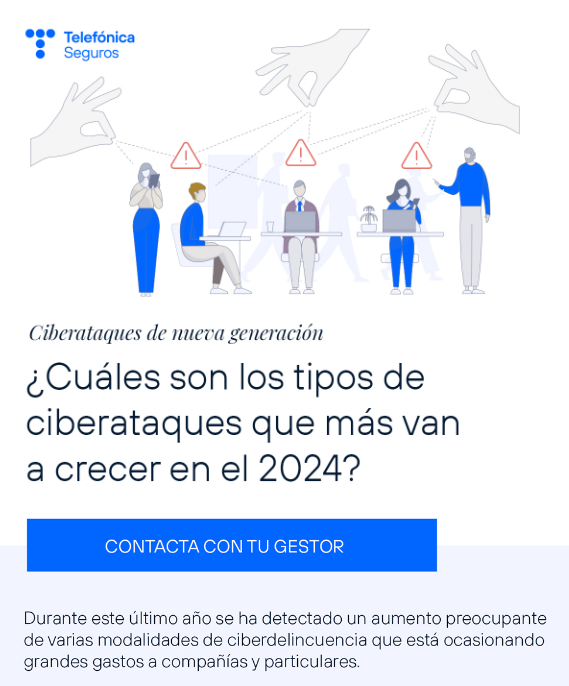 Telefónica
Seguros
Ciberataques de nueva generación
¿Cuáles son los tipos de
ciberataques que más van
a crecer en el 2024?
CONTACTA CON TU GESTOR
Durante este último año se ha detectado un aumento preocupante
de varias modalidades de ciberdelincuencia que está ocasionando
grandes gastos a compañías y particulares.